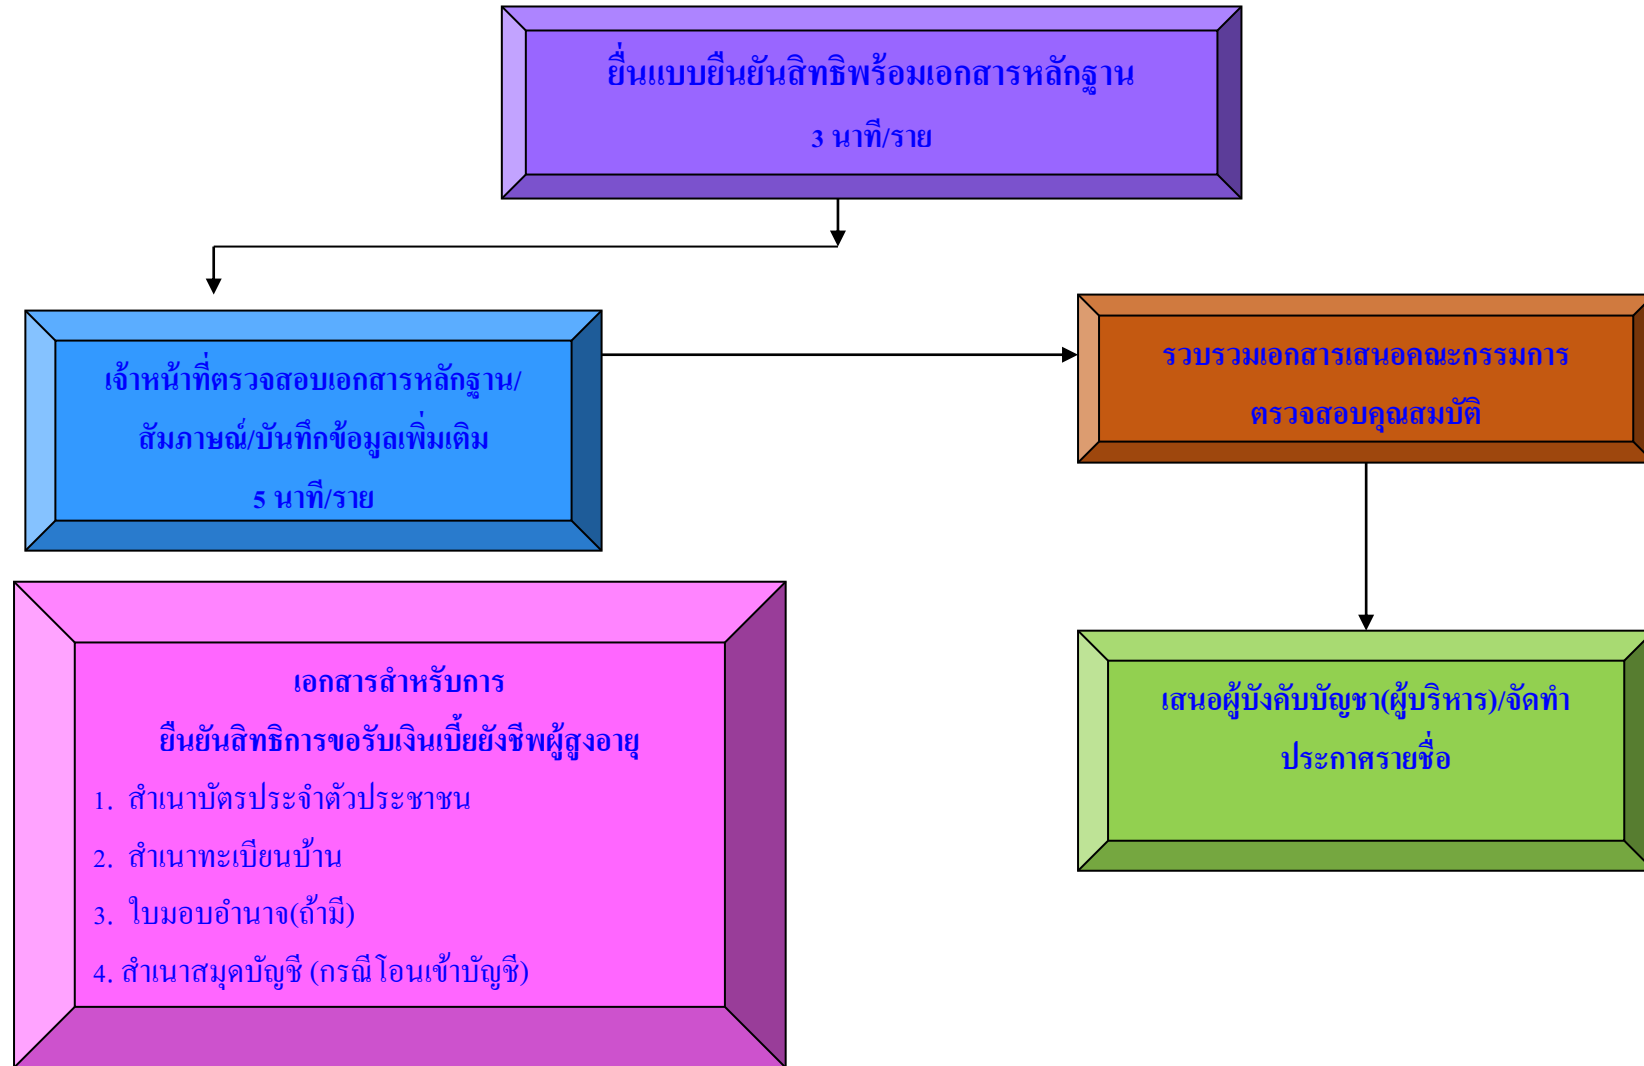 ยื่นแบบยืนยันสิทธิพร้อมเอกสารหลักฐาน
3 นาที/ราย
เจ้าหน้าที่ตรวจสอบเอกสารหลักฐาน/
สัมภาษณ์/บันทึกข้อมูลเพิ่มเติม
5 นาที/ราย
รวบรวมเอกสารเสนอคณะกรรมการ
ตรวจสอบคุณสมบัติ
เอกสารสำหรับการ
ยืนยันสิทธิการขอรับเงินเบี้ยยังชีพผู้สูงอายุ
1. สำเนาบัตรประจำตัวประชาชน
2. สำเนาทะเบียนบ้าน
3. ใบมอบอำนาจ(ถ้ามี)
4. สำเนาสมุดบัญชี (กรณีโอนเข้าบัญชี)
เสนอผู้บังคับบัญชา(ผู้บริหาร)/จัดทำ
ประกาศรายชื่อ